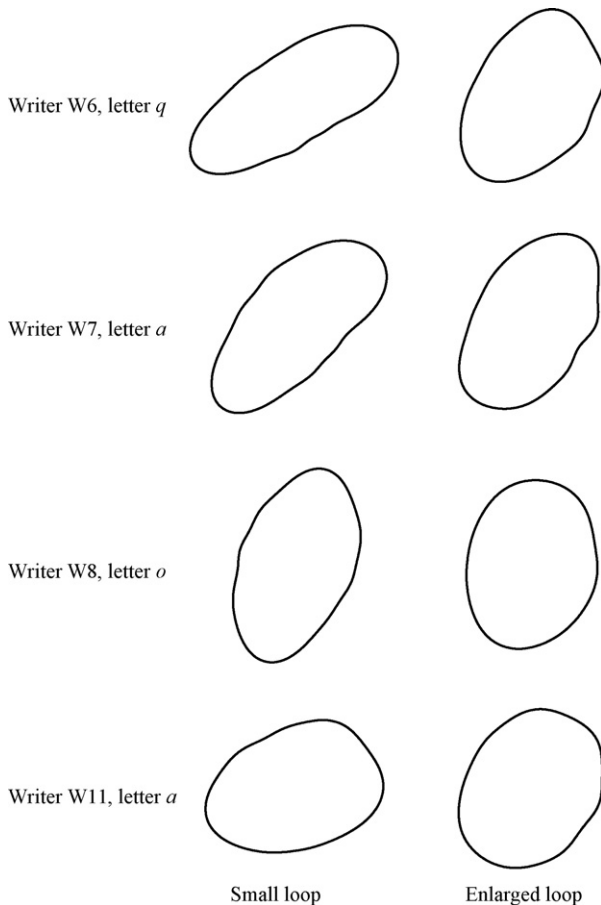 Writer W6, letter q
Writer W7, letter a
Writer W8, letter o
Writer W11, letter a
Small loop Enlarged loop